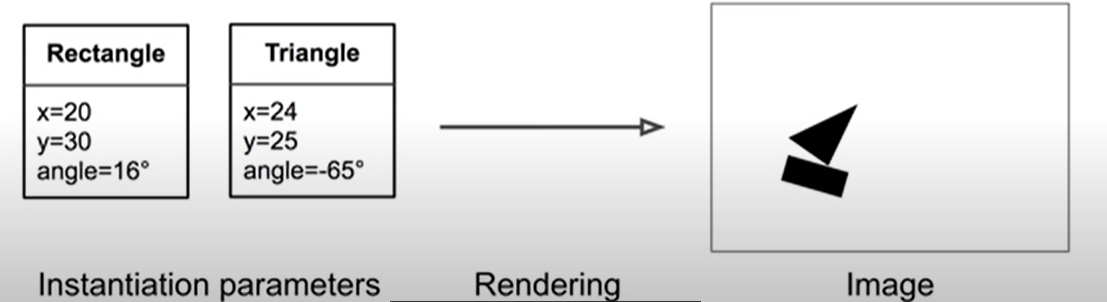 Rectangle
x=20
y=30
angle=16°
Triangle
x=24
y=25
angle=-65°
Instantiation parameters
Rendering
Image